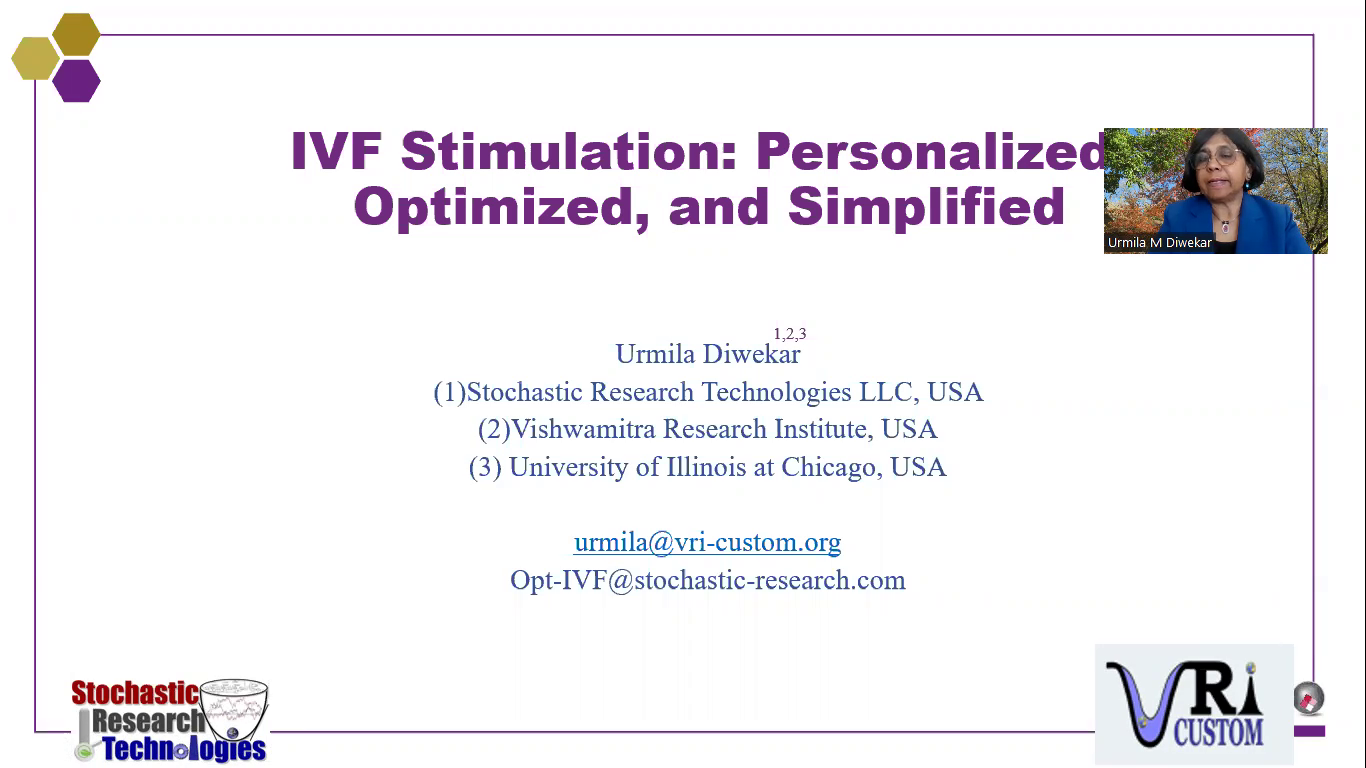 IVF Stimulation: Personalized
Optimized, and Simplified
Urmila M Diwekar
1,2,3
Urmila Diwekar
(1)Stochastic Research Technologies LLC, USA
(2)Vishwamitra Research Institute, USA
(3) University of Illinois at Chicago, USA
urmila@vri-custom.org
Opt-IVF@stochastic-research.com
Stochastic
Research
Technologies
VRi
CUSTOM